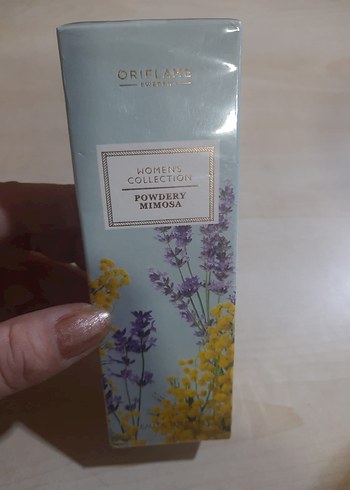 ORIFLAME
SWEDEN
WOMEN'S
COLLECTION
POWDERY
MIMOSA